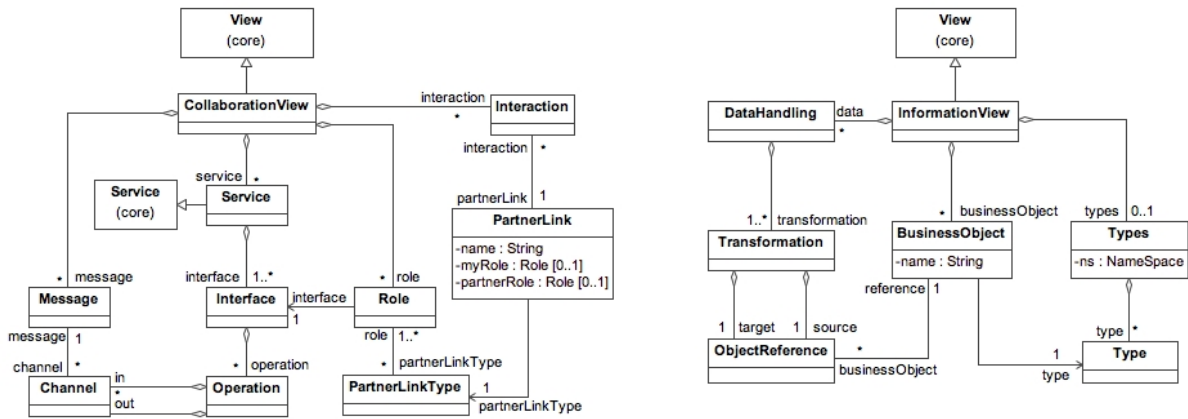 View
(core)
CollaborationView
interaction
*
Interaction
interaction
*
service
*
Service
(core)
Service
partnerLink
1
PartnerLink
-name : String
-myRole : Role [0..1]
-partnerRole : Role [0..1]
*
message
interface
1..*
*
role
Message
Interface
interface
1
Role
message
1
role
1..*
channel
*
*
operation
*
partnerLinkType
Channel
in
*
out
Operation
PartnerLinkType
1
partnerLinkType
View
(core)
DataHandling
data
*
InformationView
1..*
transformation
*
businessObject
types
0..1
Transformation
BusinessObject
-name : String
Types
-ns : NameSpace
reference
1
1
target
1
source
type
*
ObjectReference
*
businessObject
1
type
Type